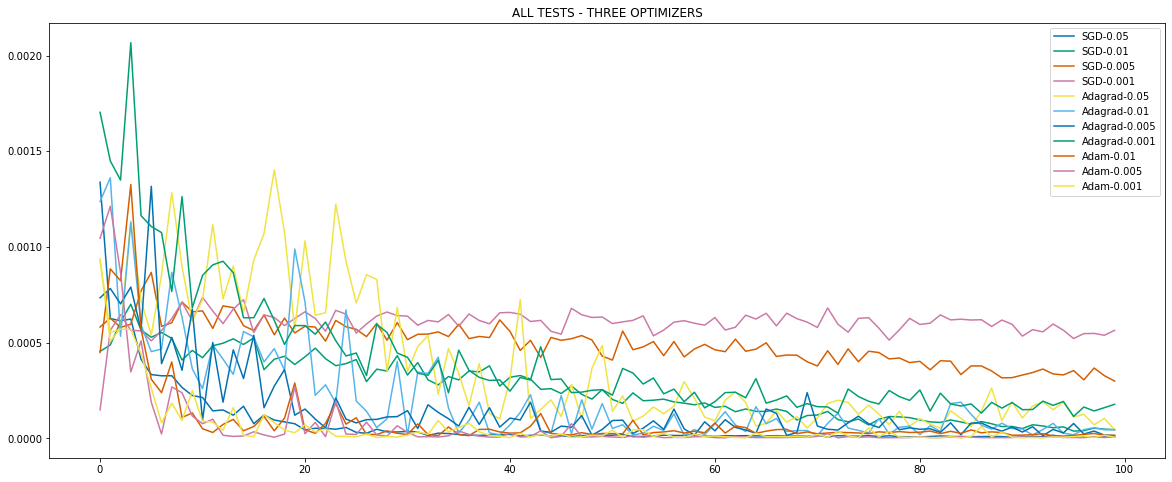 ALL TESTS - THREE OPTIMIZERS
SGD-0.05
SGD-0.01
SGD-0.005
SGD-0.001
Adagrad-0.05
Adagrad-0.01
Adagrad-0.005
Adagrad-0.001
Adam-0.01
Adam-0.005
Adam-0.001
0.0020
0.0015
0.0010
0.0005
0.0000
0 20 40 60 80 100